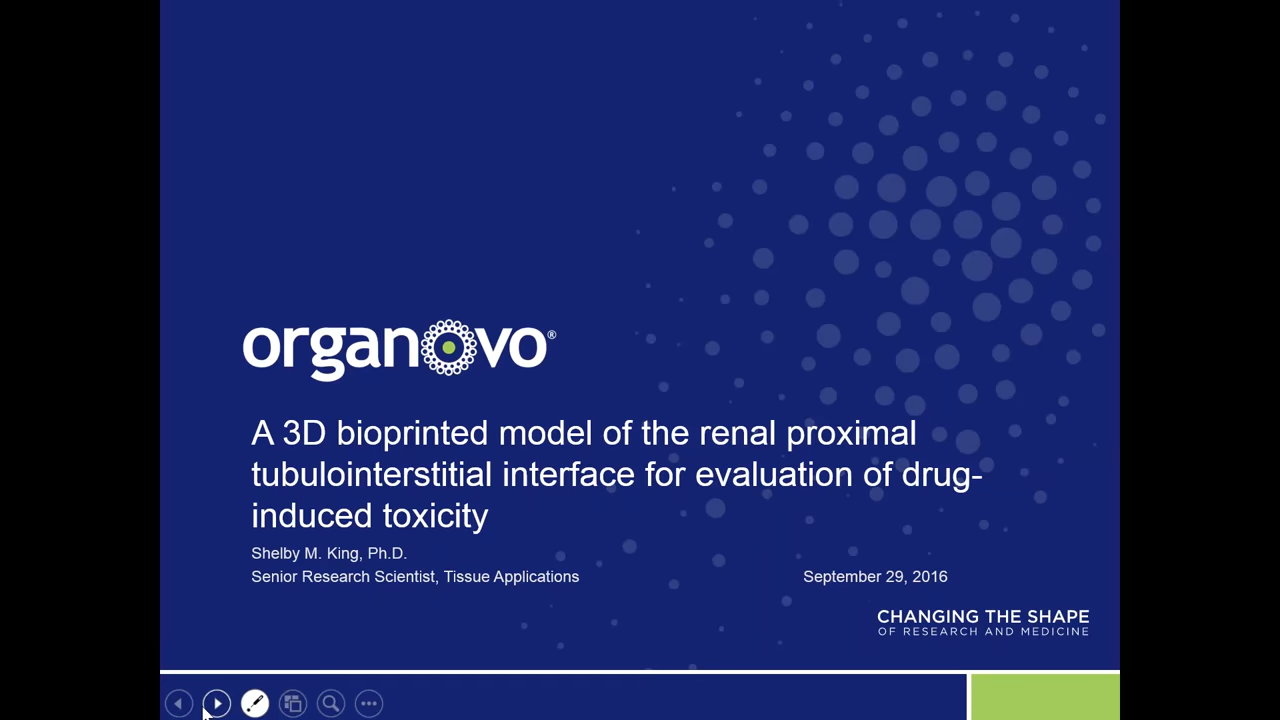 organovo®
A 3D bioprinted model of the renal proximal
tubulointerstitial interface for evaluation of drug-
induced toxicity
Shelby M. King, Ph.D.
Senior Research Scientist, Tissue Applications
September 29, 2016
CHANGING THE SHAPE
OF RESEARCH AND MEDICINE